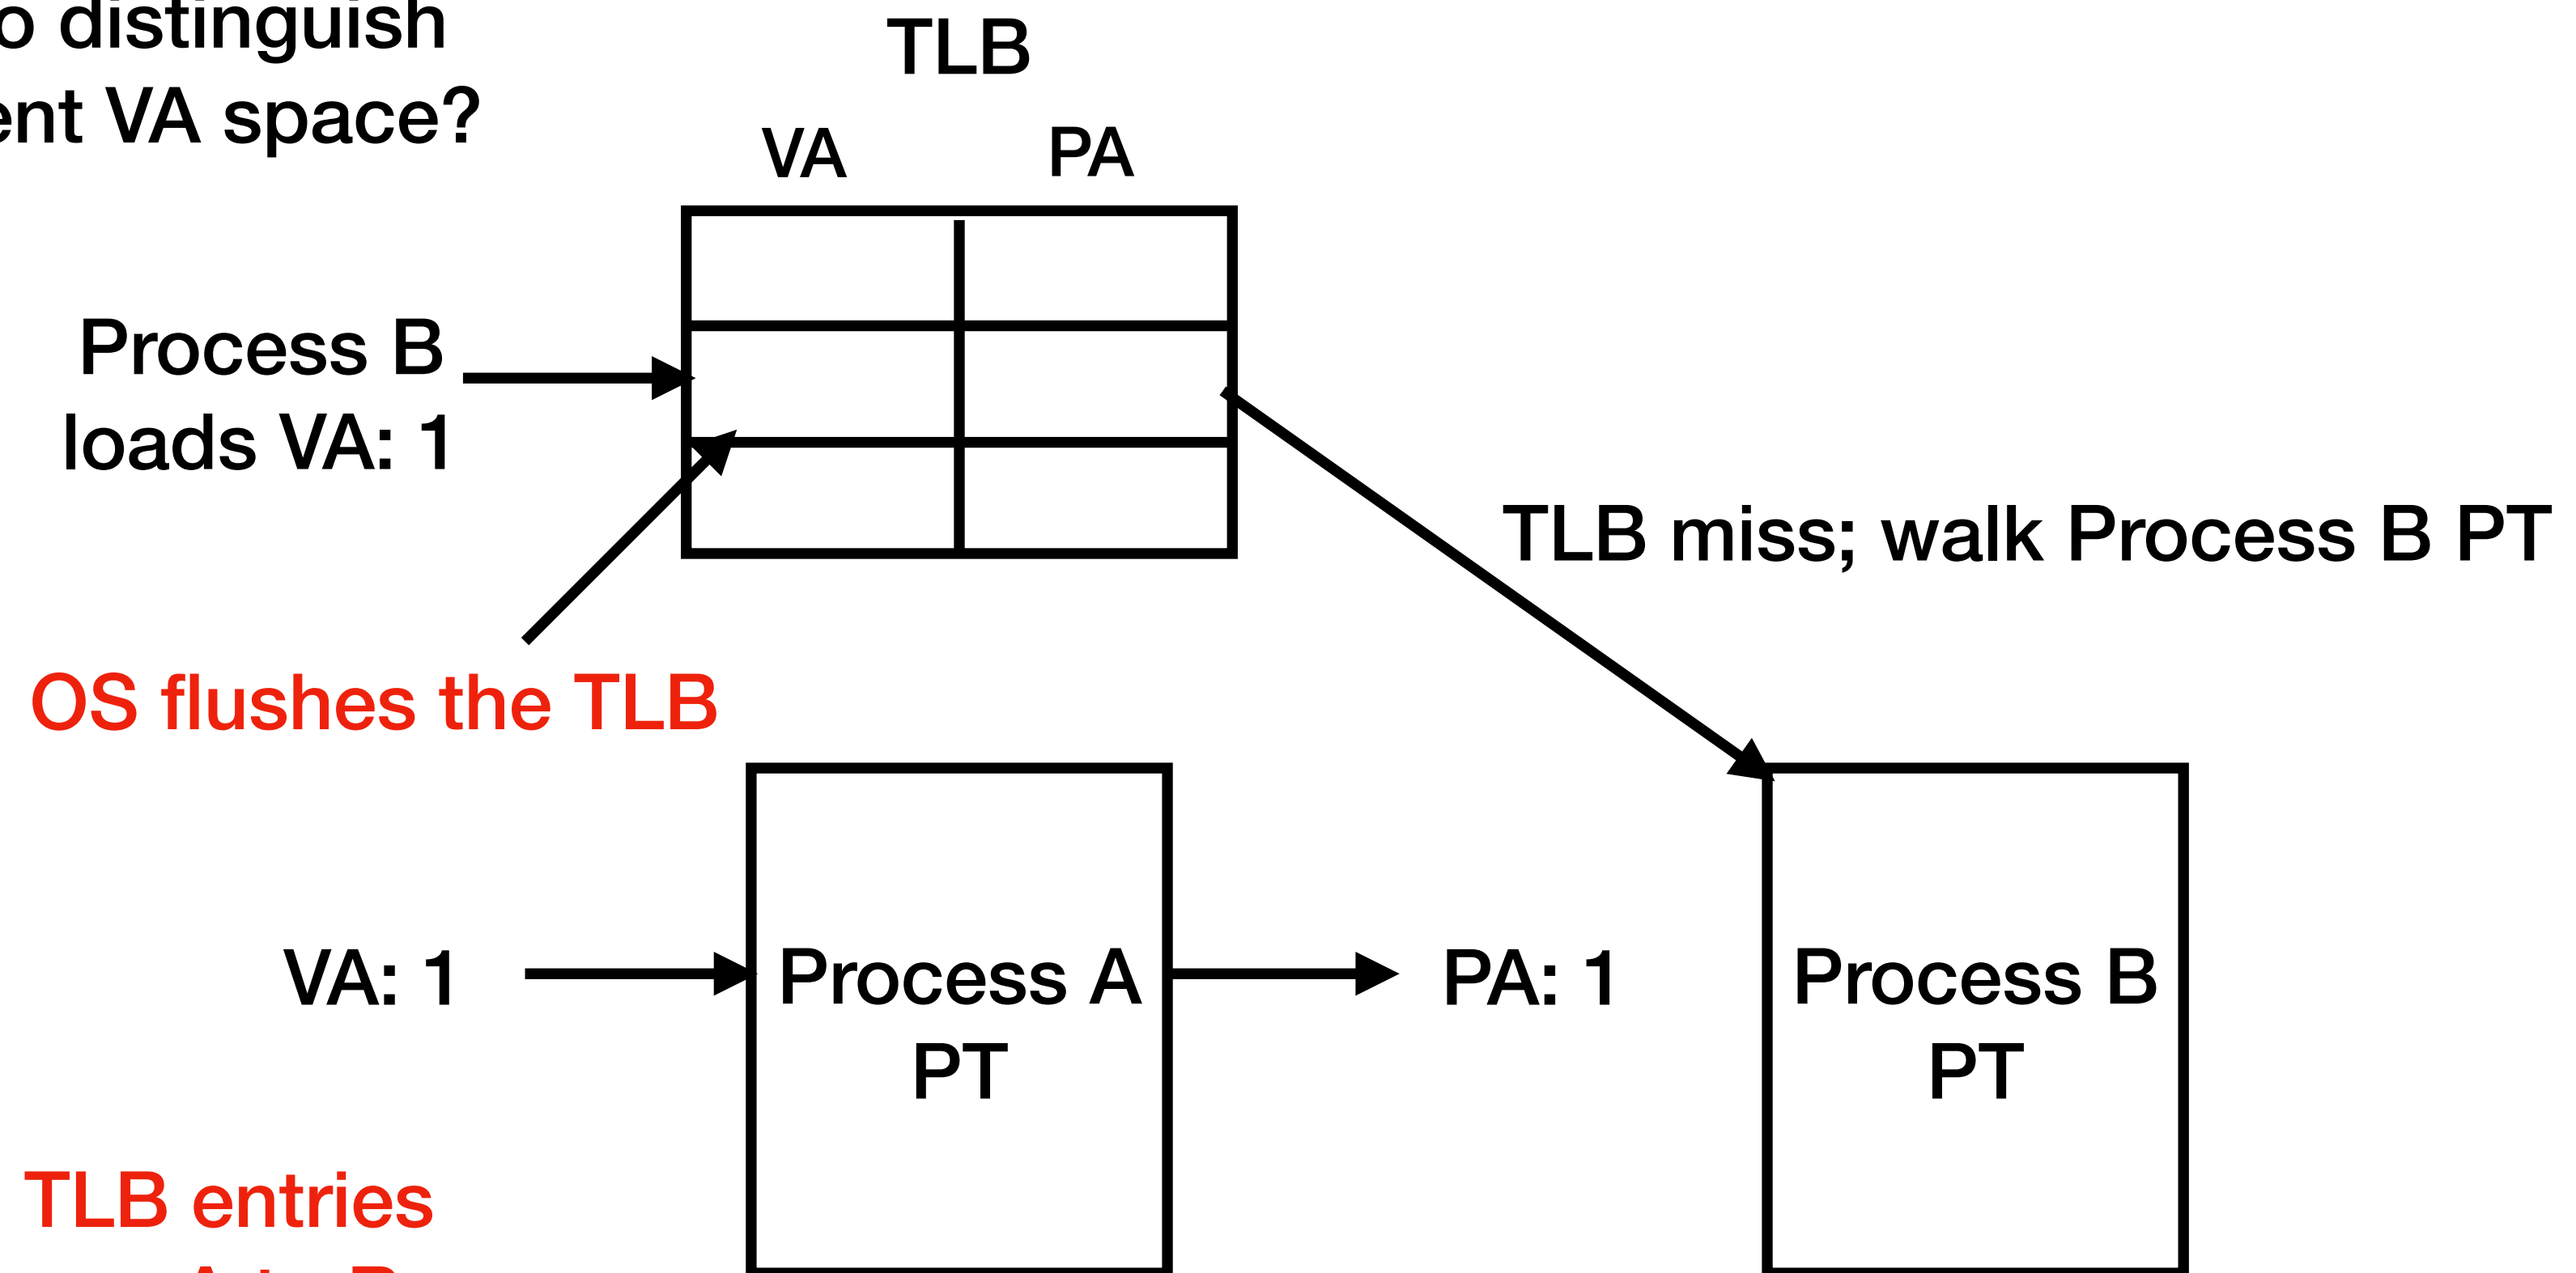 o distinguish
ent VA space?
TLB
VA PA
Process B
loads VA: 1
TLB miss; walk Process B PT
OS flushes the TLB
VA: 1
Process A
PT
PA: 1
Process B
PT
TLB entries